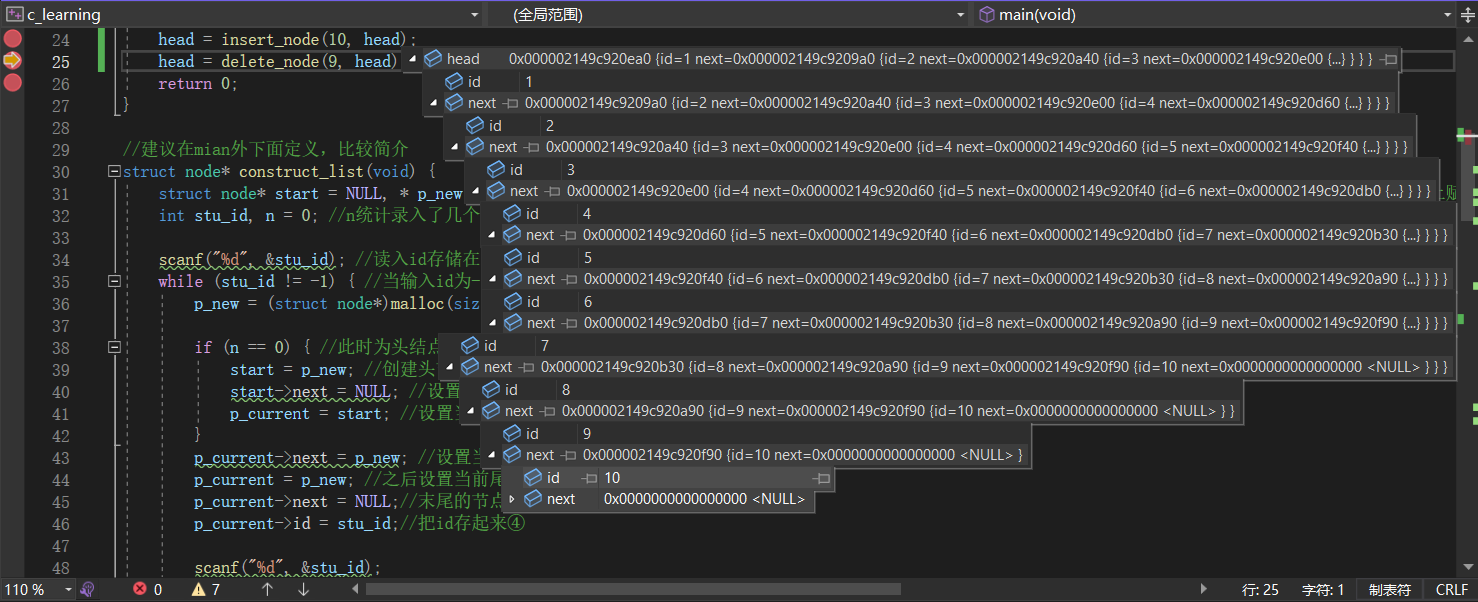 c_learning (全局范围) main(void)
24 head = insert_node(10, head);
25 head = delete_node(9, head) head 0x000002149c920ea0 {id=1 next=0x000002149c9209a0 {id=2 next=0x000002149c920a40 {id=3 next=0x000002149c920e00 {...} } } }
26 return 0; id 1
27 } next 0x000002149c9209a0 {id=2 next=0x000002149c920a40 {id=3 next=0x000002149c920e00 {id=4 next=0x000002149c920d60 {...} } } }
28 id 2
29 //建议在mian外下面定义，比较简介 next 0x000002149c920a40 {id=3 next=0x000002149c920e00 {id=4 next=0x000002149c920d60 {id=5 next=0x000002149c920f40 {...} } } }
30 struct node* construct_list(void) { id 3
31 struct node* start = NULL, * p_new next 0x000002149c920e00 {id=4 next=0x000002149c920d60 {id=5 next=0x000002149c920f40 {id=6 next=0x000002149c920db0 {...} } } }
32 int stu_id, n = 0; //n统计录入了几个 id 4
33 next 0x000002149c920d60 {id=5 next=0x000002149c920f40 {id=6 next=0x000002149c920db0 {id=7 next=0x000002149c920b30 {...} } } }
34 scanf("%d", &stu_id); //读入id存储在 id 5
35 while (stu_id != -1) { //当输入id为- next 0x000002149c920f40 {id=6 next=0x000002149c920db0 {id=7 next=0x000002149c920b30 {id=8 next=0x000002149c920a90 {...} } } }
36 p_new = (struct node*)malloc(siz id 6
37 next 0x000002149c920db0 {id=7 next=0x000002149c920b30 {id=8 next=0x000002149c920a90 {id=9 next=0x000002149c920f90 {...} } } }
38 if (n == 0) { //此时为头结点 id 7
39 start = p_new; //创建头 next 0x000002149c920b30 {id=8 next=0x000002149c920a90 {id=9 next=0x000002149c920f90 {id=10 next=0x0000000000000000 <NULL> } } }
40 start->next = NULL; //设置 id 8
41 p_current = start; //设置 next 0x000002149c920a90 {id=9 next=0x000002149c920f90 {id=10 next=0x0000000000000000 <NULL> } }
42 } id 9
43 p_current->next = p_new; //设置 next 0x000002149c920f90 {id=10 next=0x0000000000000000 <NULL> }
44 p_current = p_new; //之后设置当前尾 id 10
45 p_current->next = NULL;//末尾的节点 next 0x0000000000000000 <NULL>
46 p_current->id = stu_id;//把id存起来④
47
48 scanf("%d", &stu_id);
110 % 0 7 行: 25 字符: 1 制表符 CRLF